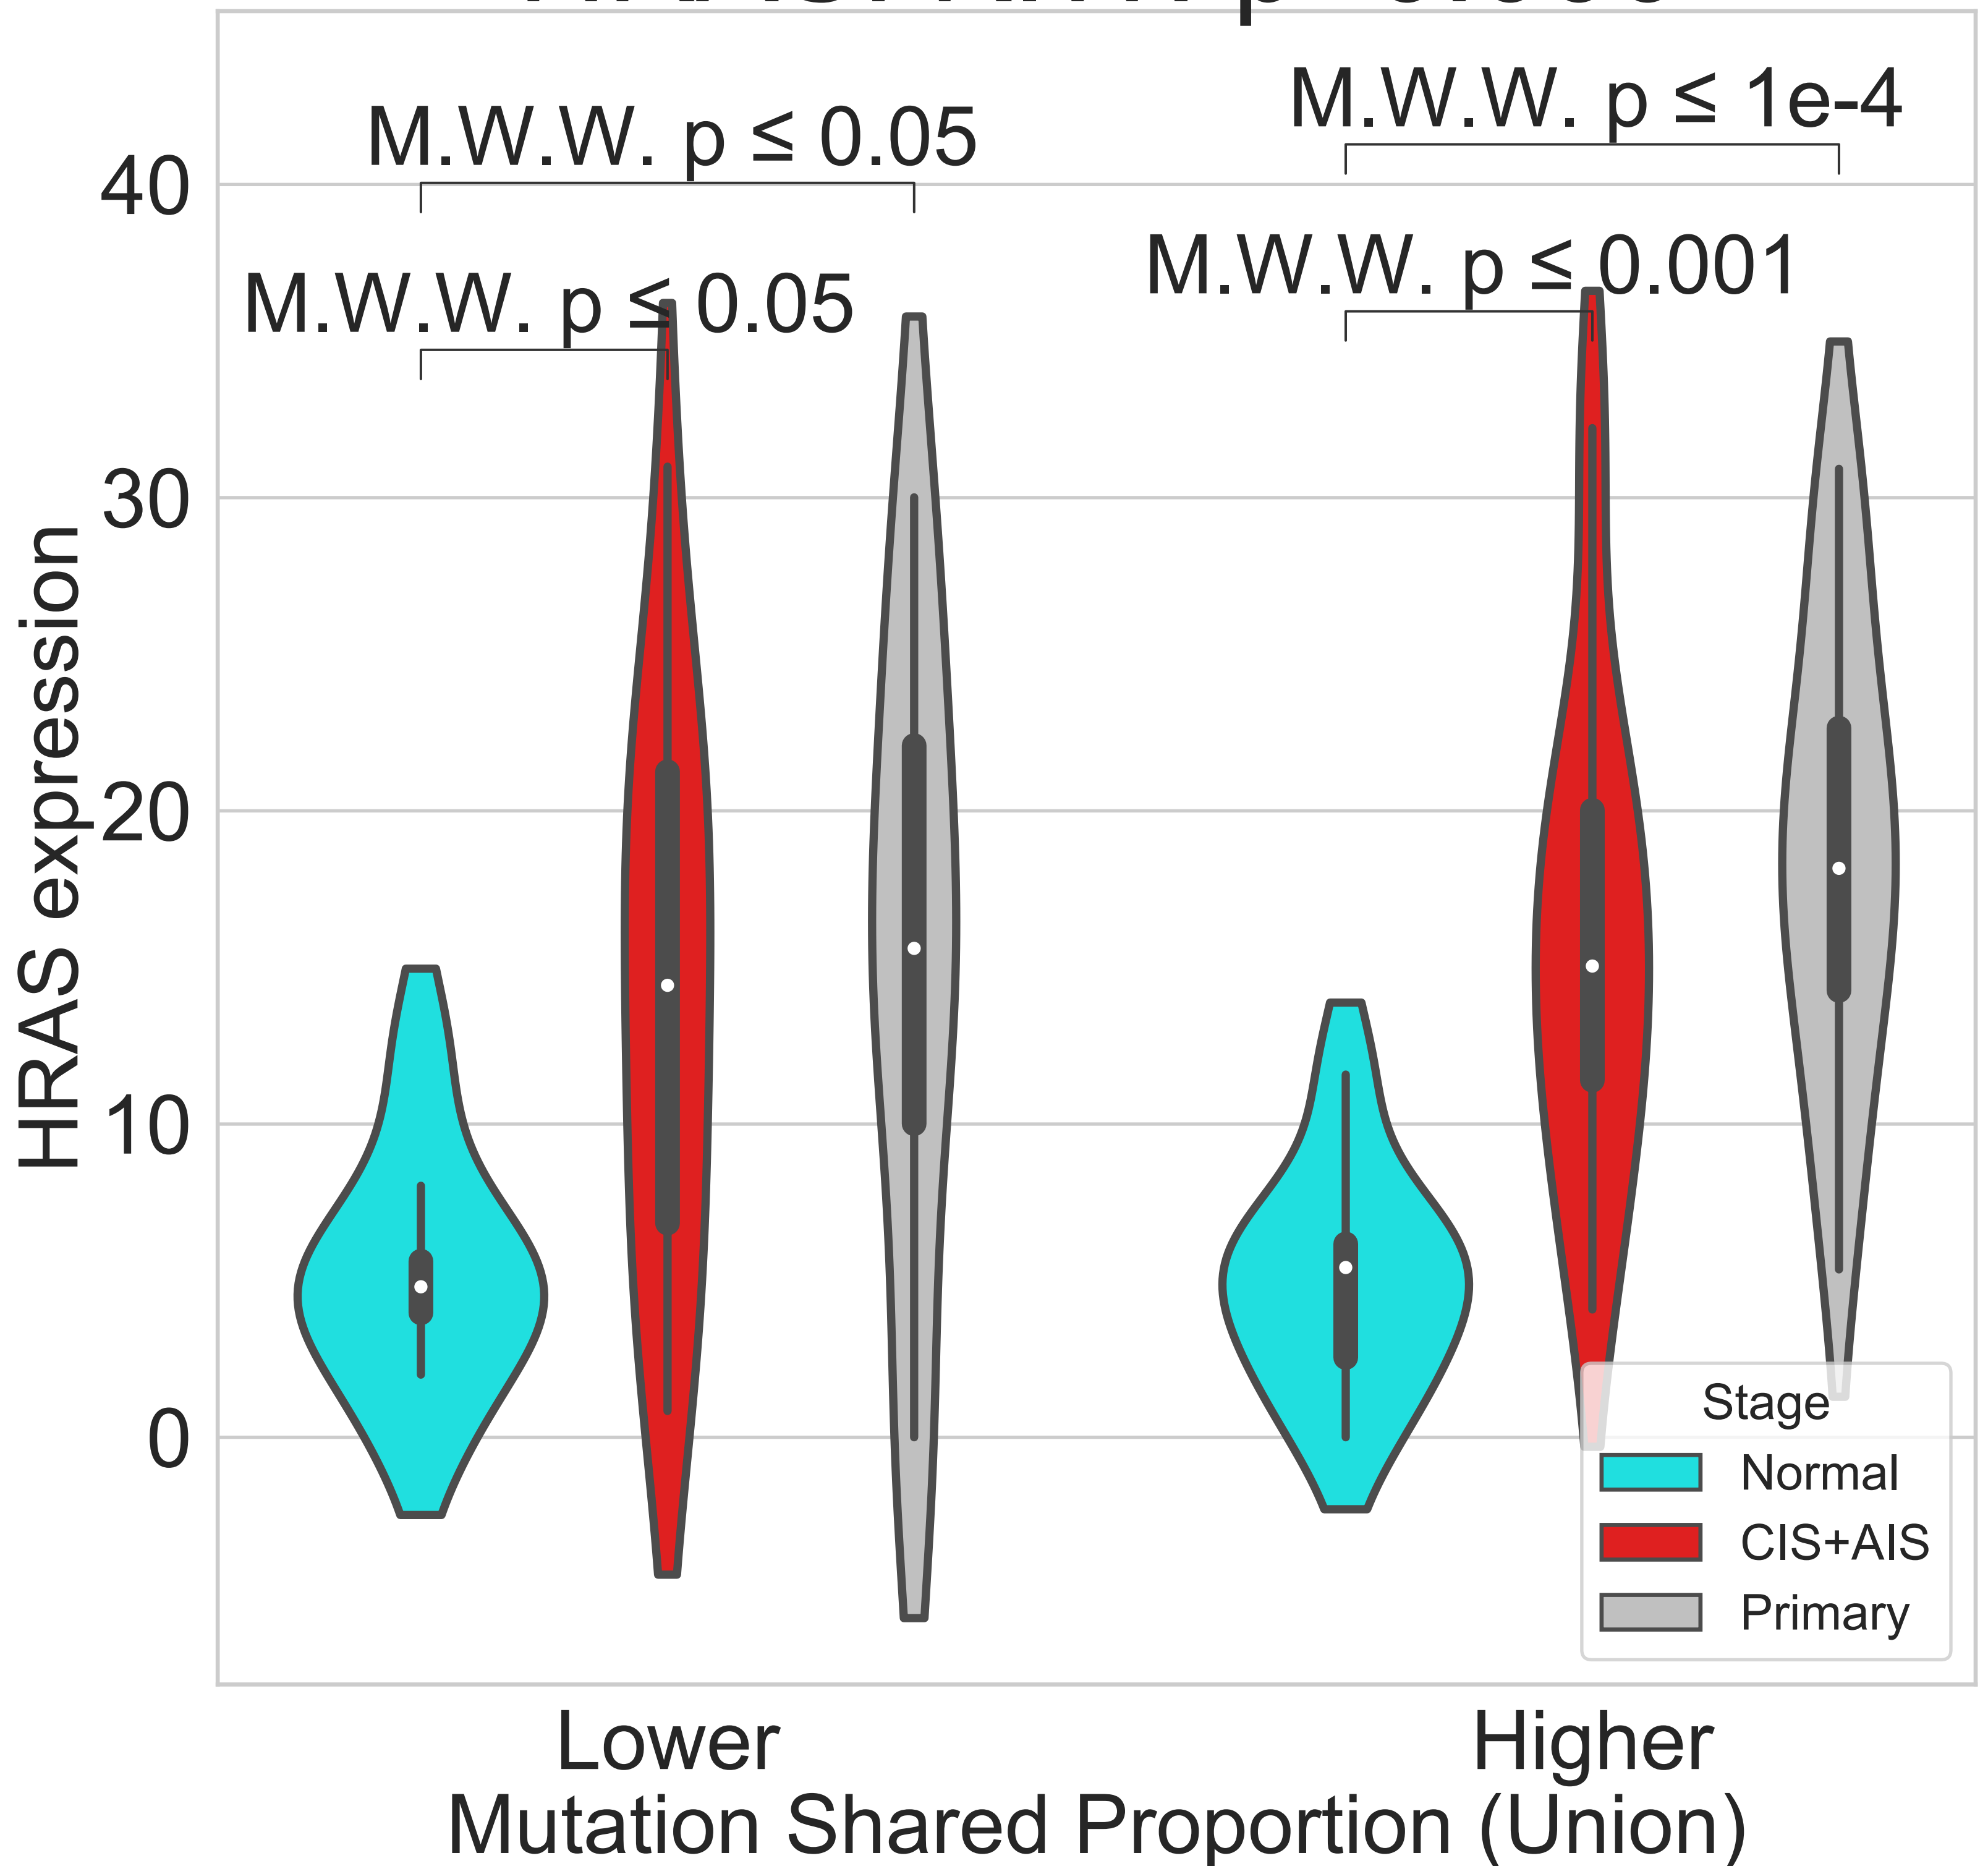 M.W.W. p ≤ 1e-4
M.W.W. p ≤ 0.05
M.W.W. p ≤ 0.001
M.W.W. p ≤ 0.05
40
30
20
10
0
HRAS expression
Stage
Normal
CIS+AIS
Primary
Lower
Higher
Mutation Shared Proportion (Union)